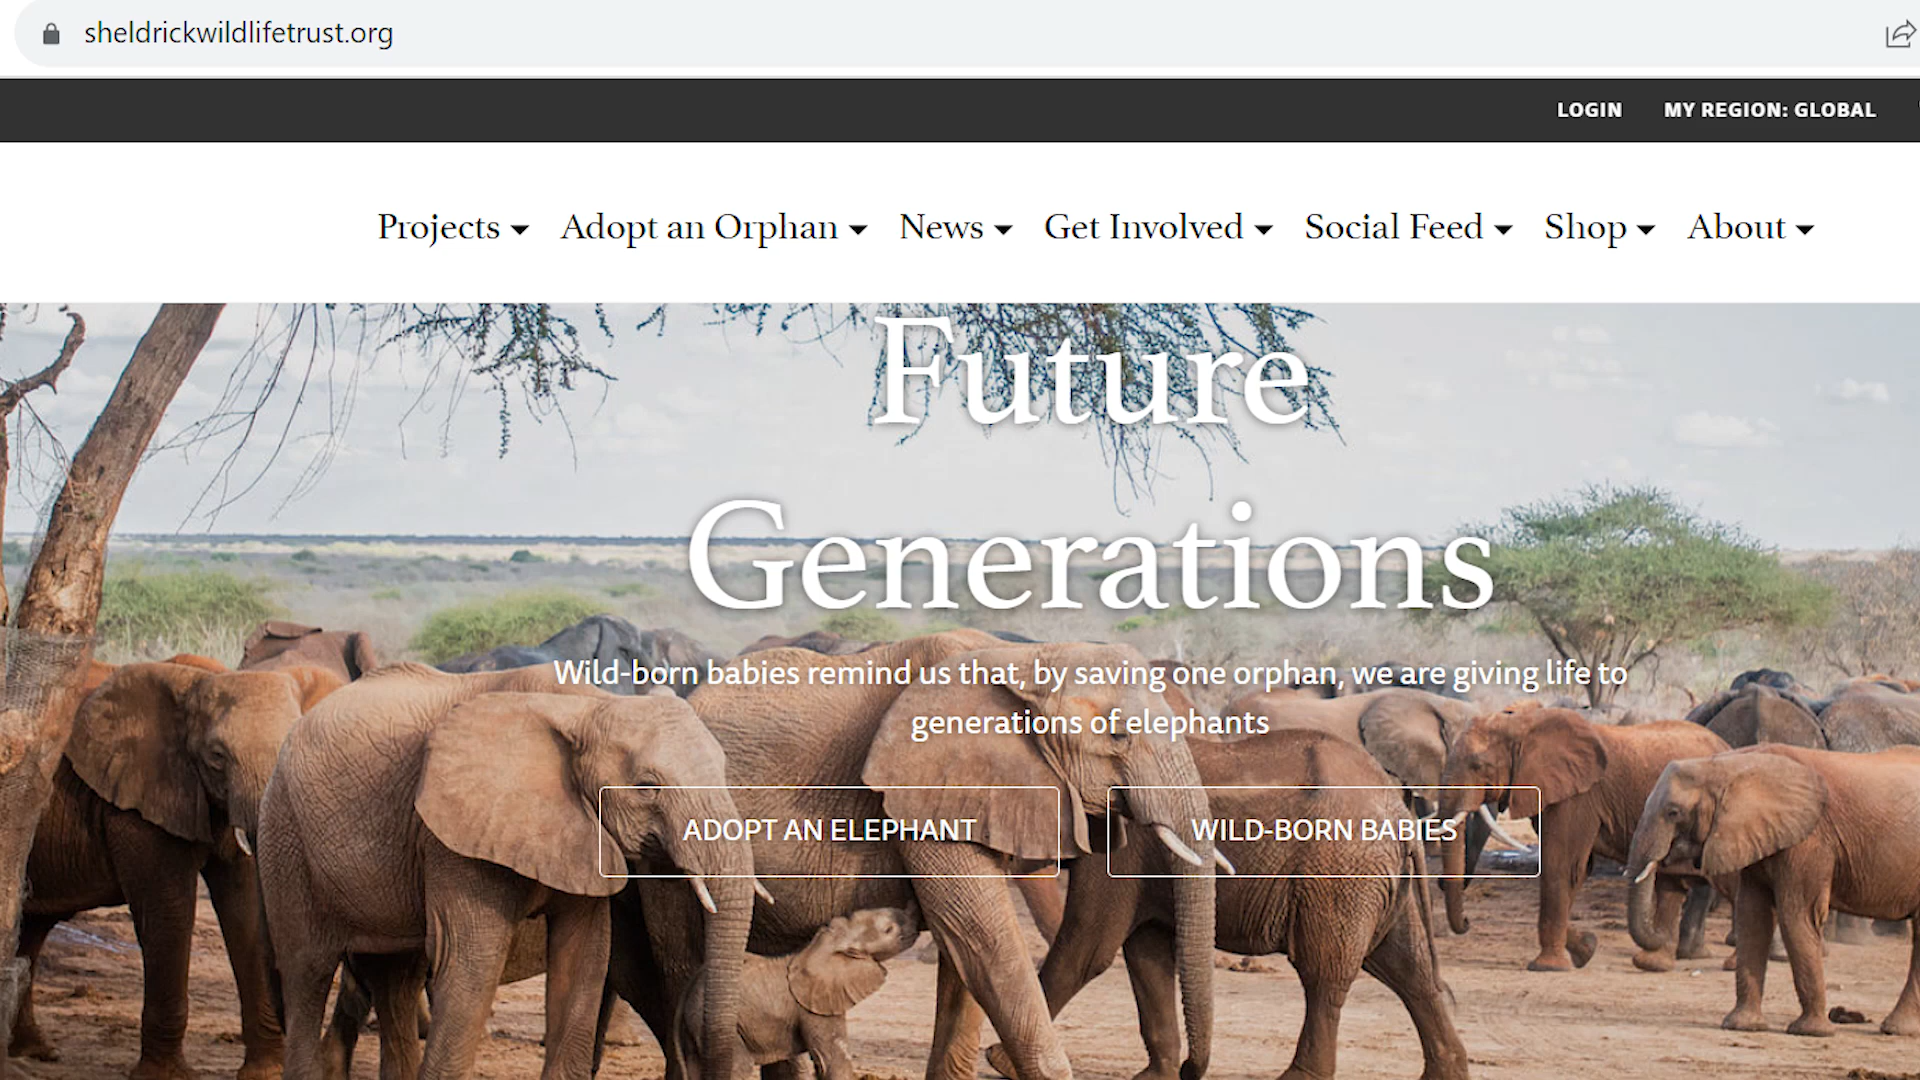 sheldrickwildlifetrust.org
LOGIN MY REGION: GLOBAL
Projects Adopt an Orphan News Get Involved Social Feed Shop About
Future
Generations
Wild-born babies remind us that, by saving one orphan, we are giving life to
generations of elephants
ADOPT AN ELEPHANT WILD-BORN BABIES